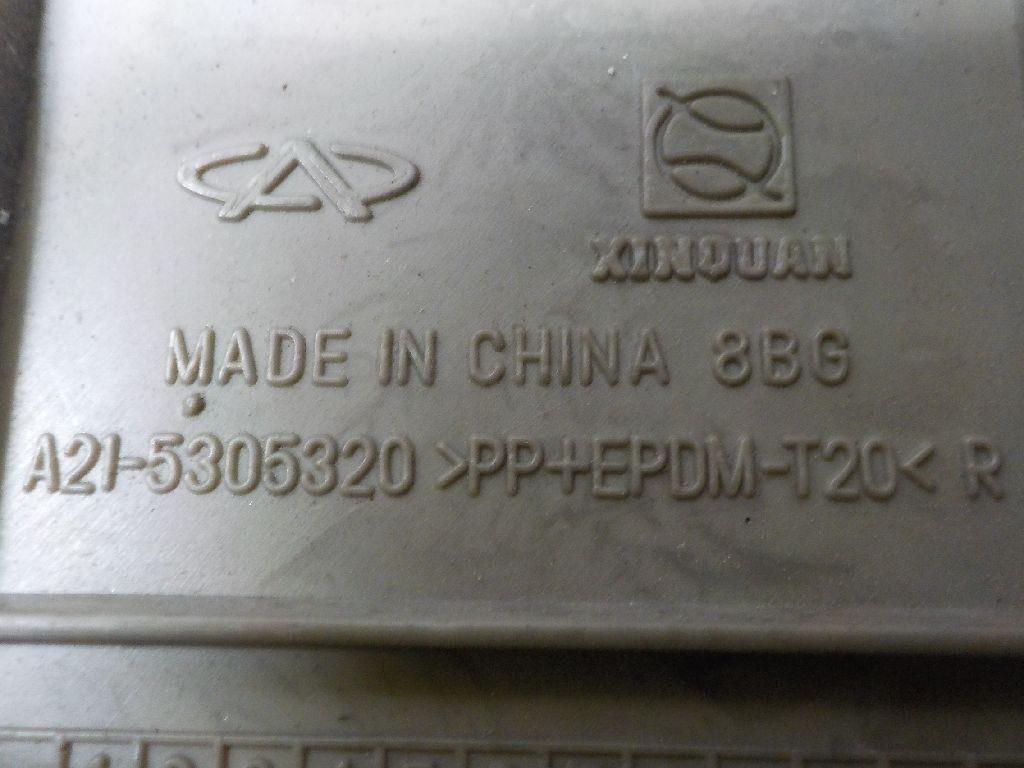 XINQUAN
MADE IN CHINA 8BG
A21-5305320 >PP+EPDM-T20< R